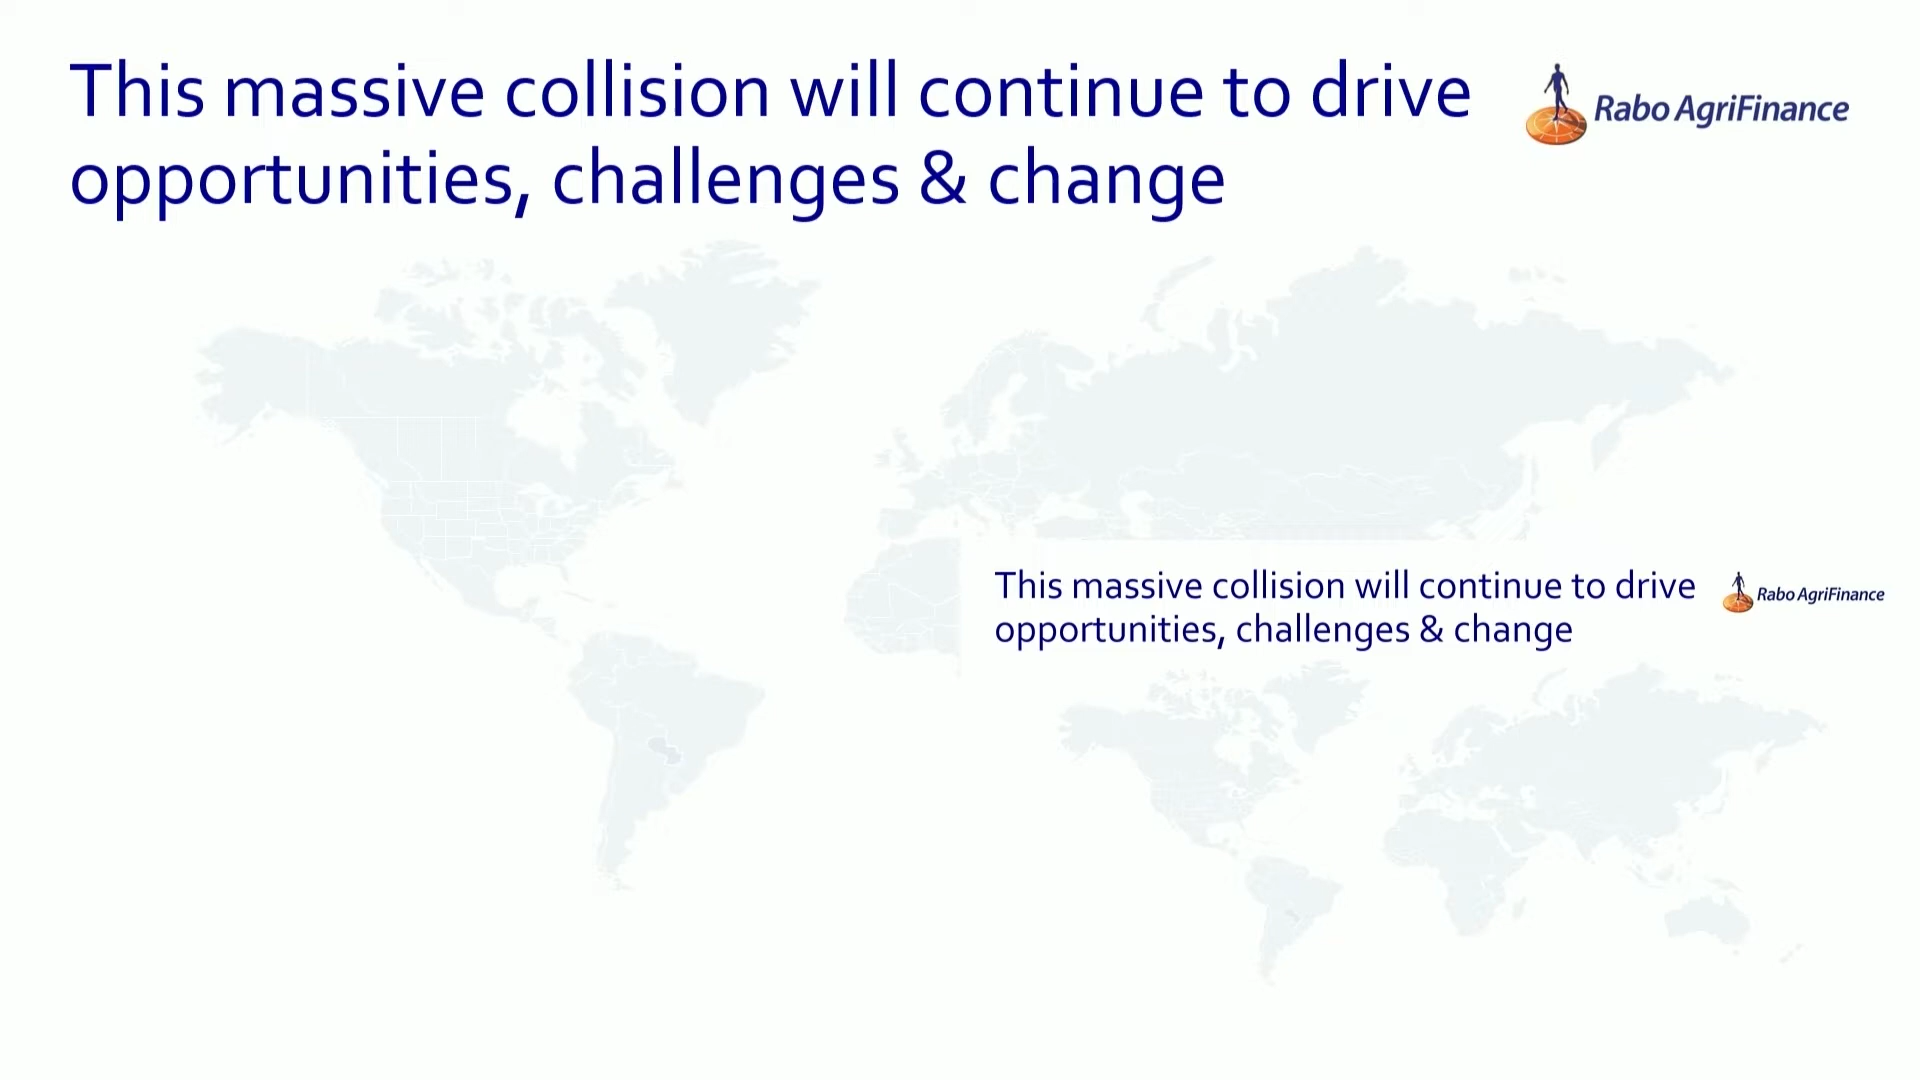 This massive collision will continue to drive
opportunities, challenges & change
Rabo AgriFinance
This massive collision will continue to drive
opportunities, challenges & change
Rabo AgriFinance